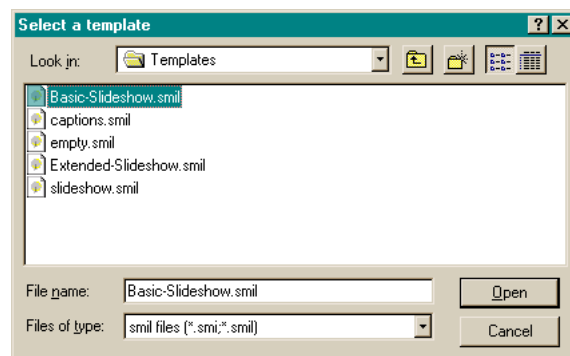 Select a template
Look in: Templates
Basic-Slideshow.smil
captions.smil
empty.smil
Extended-Slideshow.smil
slideshow.smil
File name: Basic-Slideshow.smil Open
Files of type: smil files (*.smi;*.smil) Cancel